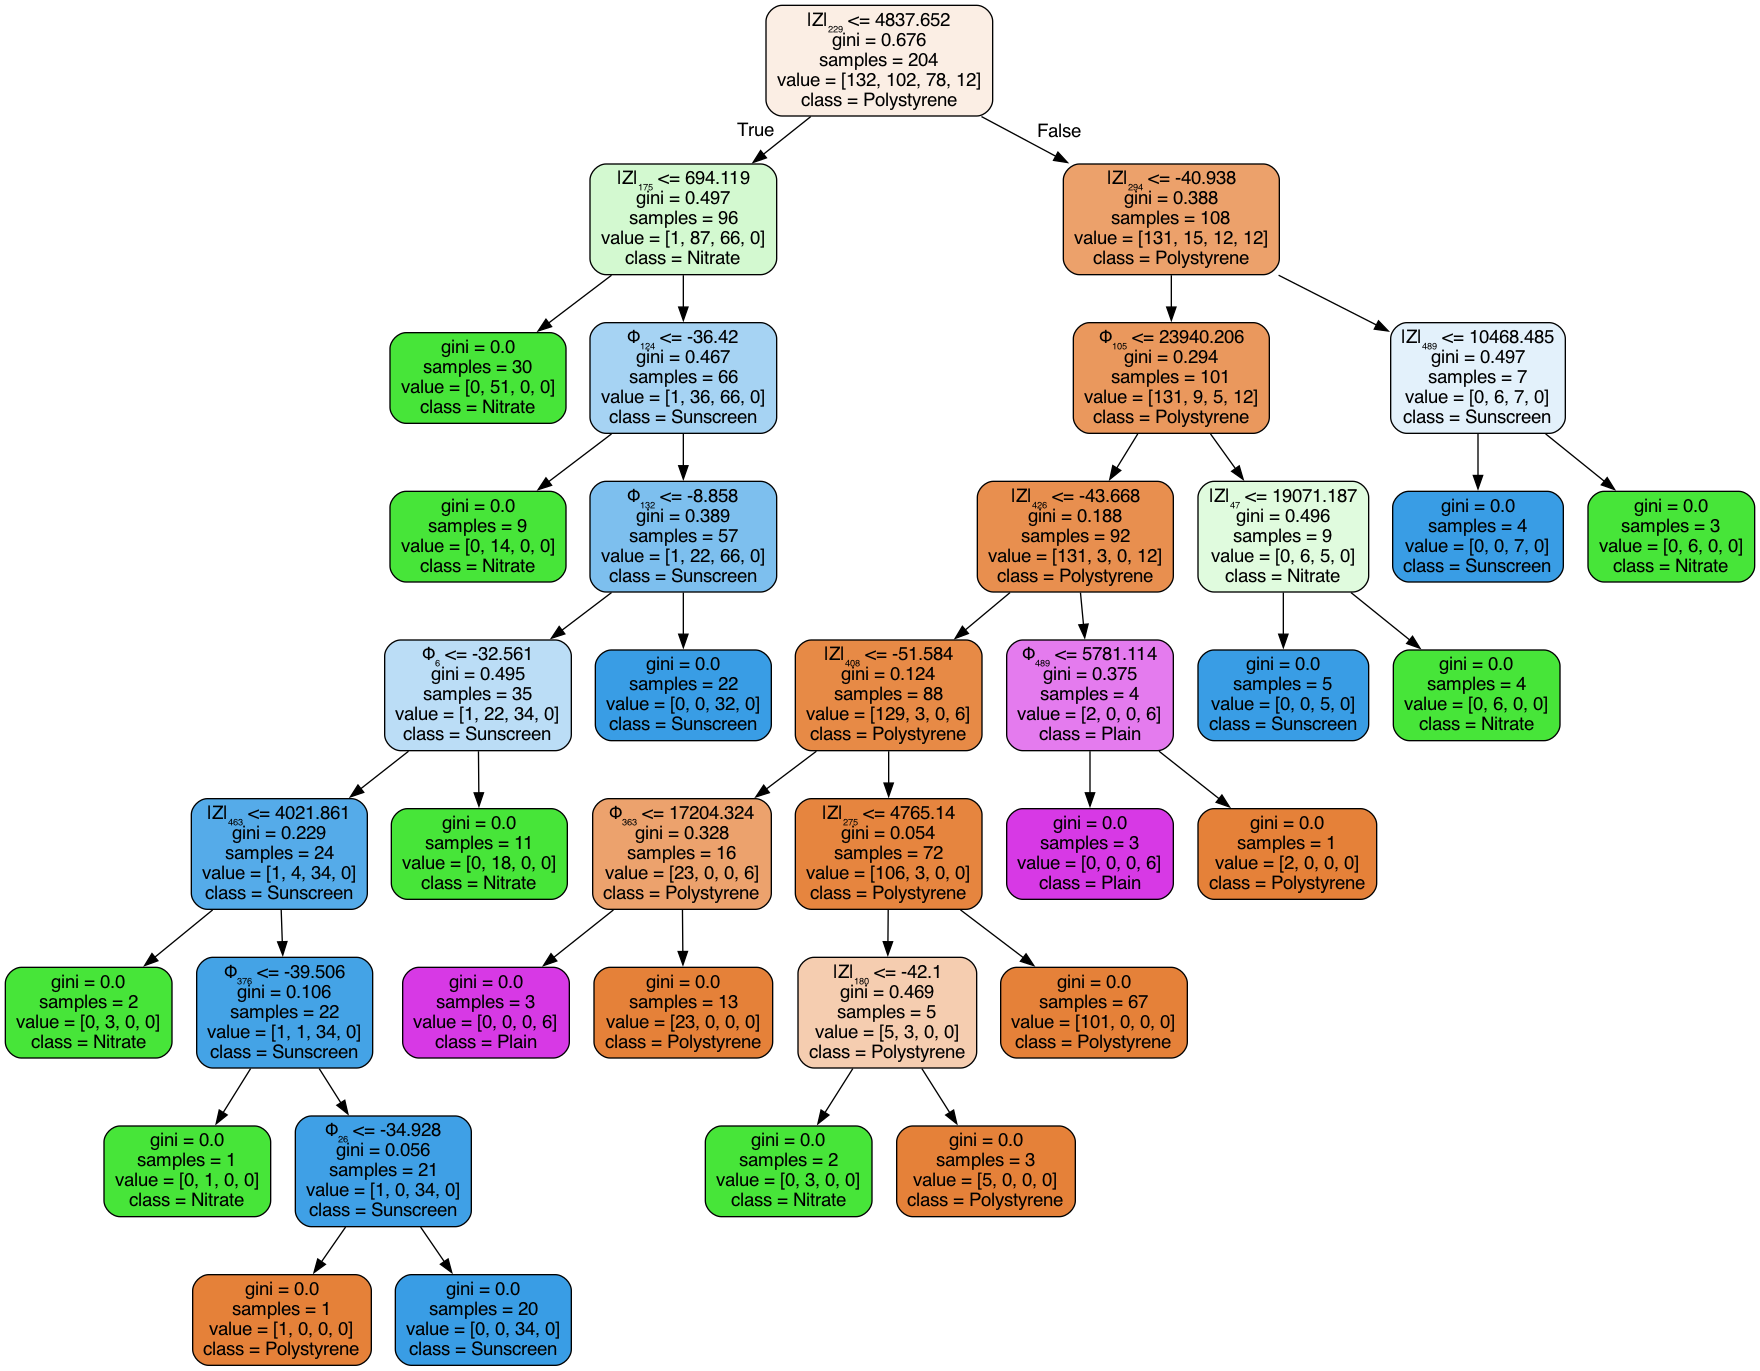 |Z|₂₂₉ <= 4837.652
gini = 0.676
samples = 204
value = [132, 102, 78, 12]
class = Polystyrene
True
False
|Z|₁₇₅ <= 694.119
gini = 0.497
samples = 96
value = [1, 87, 66, 0]
class = Nitrate
|Z|₂₉₄ <= -40.938
gini = 0.388
samples = 108
value = [131, 15, 12, 12]
class = Polystyrene
gini = 0.0
samples = 30
value = [0, 51, 0, 0]
class = Nitrate
Φ₁₂₄ <= -36.42
gini = 0.467
samples = 66
value = [1, 36, 66, 0]
class = Sunscreen
Φ₁₀₅ <= 23940.206
gini = 0.294
samples = 101
value = [131, 9, 5, 12]
class = Polystyrene
|Z|₄₈₉ <= 10468.485
gini = 0.497
samples = 7
value = [0, 6, 7, 0]
class = Sunscreen
gini = 0.0
samples = 9
value = [0, 14, 0, 0]
class = Nitrate
Φ₁₃₂ <= -8.858
gini = 0.389
samples = 57
value = [1, 22, 66, 0]
class = Sunscreen
|Z|₄₂₆ <= -43.668
gini = 0.188
samples = 92
value = [131, 3, 0, 12]
class = Polystyrene
|Z|₄₇ <= 19071.187
gini = 0.496
samples = 9
value = [0, 6, 5, 0]
class = Nitrate
gini = 0.0
samples = 4
value = [0, 0, 7, 0]
class = Sunscreen
gini = 0.0
samples = 3
value = [0, 6, 0, 0]
class = Nitrate
Φ₆ <= -32.561
gini = 0.495
samples = 35
value = [1, 22, 34, 0]
class = Sunscreen
gini = 0.0
samples = 22
value = [0, 0, 32, 0]
class = Sunscreen
|Z|₄₀₈ <= -51.584
gini = 0.124
samples = 88
value = [129, 3, 0, 6]
class = Polystyrene
Φ₄₈₉ <= 5781.114
gini = 0.375
samples = 4
value = [2, 0, 0, 6]
class = Plain
gini = 0.0
samples = 5
value = [0, 0, 5, 0]
class = Sunscreen
gini = 0.0
samples = 4
value = [0, 6, 0, 0]
class = Nitrate
|Z|₄₆₃ <= 4021.861
gini = 0.229
samples = 24
value = [1, 4, 34, 0]
class = Sunscreen
gini = 0.0
samples = 11
value = [0, 18, 0, 0]
class = Nitrate
Φ₃₆₃ <= 17204.324
gini = 0.328
samples = 16
value = [23, 0, 0, 6]
class = Polystyrene
|Z|₂₇₅ <= 4765.14
gini = 0.054
samples = 72
value = [106, 3, 0, 0]
class = Polystyrene
gini = 0.0
samples = 3
value = [0, 0, 0, 6]
class = Plain
gini = 0.0
samples = 1
value = [2, 0, 0, 0]
class = Polystyrene
gini = 0.0
samples = 2
value = [0, 3, 0, 0]
class = Nitrate
Φ₃₇₆ <= -39.506
gini = 0.106
samples = 22
value = [1, 1, 34, 0]
class = Sunscreen
gini = 0.0
samples = 3
value = [0, 0, 0, 6]
class = Plain
gini = 0.0
samples = 13
value = [23, 0, 0, 0]
class = Polystyrene
|Z|₁₈₀ <= -42.1
gini = 0.469
samples = 5
value = [5, 3, 0, 0]
class = Polystyrene
gini = 0.0
samples = 67
value = [101, 0, 0, 0]
class = Polystyrene
gini = 0.0
samples = 1
value = [0, 1, 0, 0]
class = Nitrate
Φ₂₆ <= -34.928
gini = 0.056
samples = 21
value = [1, 0, 34, 0]
class = Sunscreen
gini = 0.0
samples = 2
value = [0, 3, 0, 0]
class = Nitrate
gini = 0.0
samples = 3
value = [5, 0, 0, 0]
class = Polystyrene
gini = 0.0
samples = 1
value = [1, 0, 0, 0]
class = Polystyrene
gini = 0.0
samples = 20
value = [0, 0, 34, 0]
class = Sunscreen